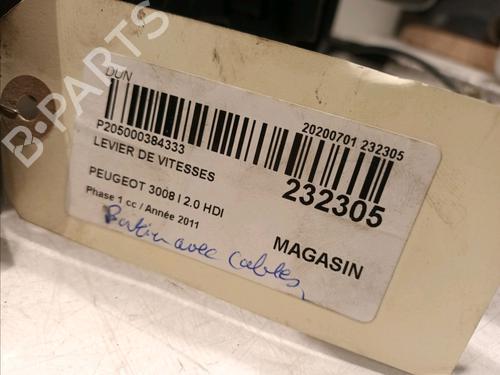 DUN
P205000384333
LEVIER DE VITESSES
PEUGEOT 3008 I 2.0 HDI
Phase 1 cc / Année 2011
20200701 232305
232305
MAGASIN
avec cables,
B-PARTS